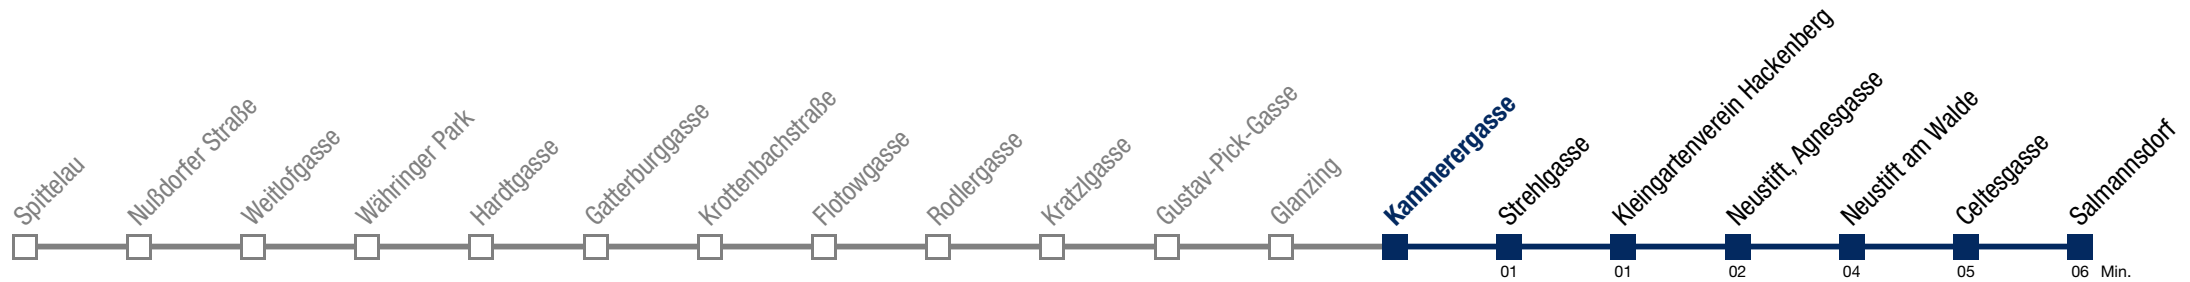 Spittelau
Nußdorfer Straße
Weitlofgasse
Währinger Park
Hardtgasse
Gatterburggasse
Krottenbachstraße
Flotowgasse
Rodlergasse
Kratzlgasse
Gustav-Pick-Gasse
Glanzing
Kammerergasse
Strehlgasse
Kleingartenverein Hackenberg
Neustift, Agnesgasse
Neustift am Walde
Celtesgasse
Salmannsdorf
01 01 02 04 05 06 Min.